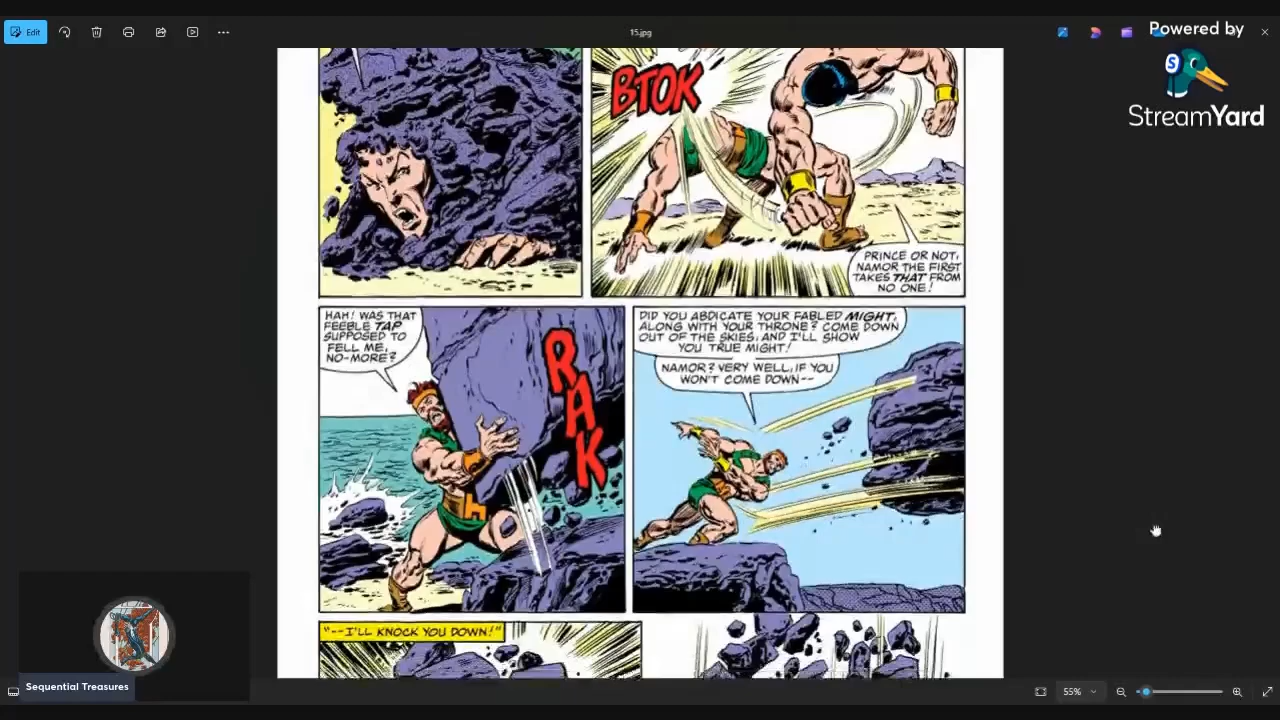 Edit
15.jpg
Powered by
StreamYard
BTOK
PRINCE OR NOT,
NAMOR THE FIRST
TAKES THAT FROM
NO ONE!
HAH! WAS THAT
FEEBLE TAP
SUPPOSED TO
FELL ME,
NO-MORE?
RAK
DID YOU ABDICATE YOUR FABLED MIGHT,
ALONG WITH YOUR THRONE? COME DOWN
OUT OF THE SKIES, AND I'LL SHOW
YOU TRUE MIGHT!
NAMOR? VERY WELL, IF YOU
WON'T COME DOWN--
"--I'LL KNOCK YOU DOWN!"
Sequential Treasures
55%